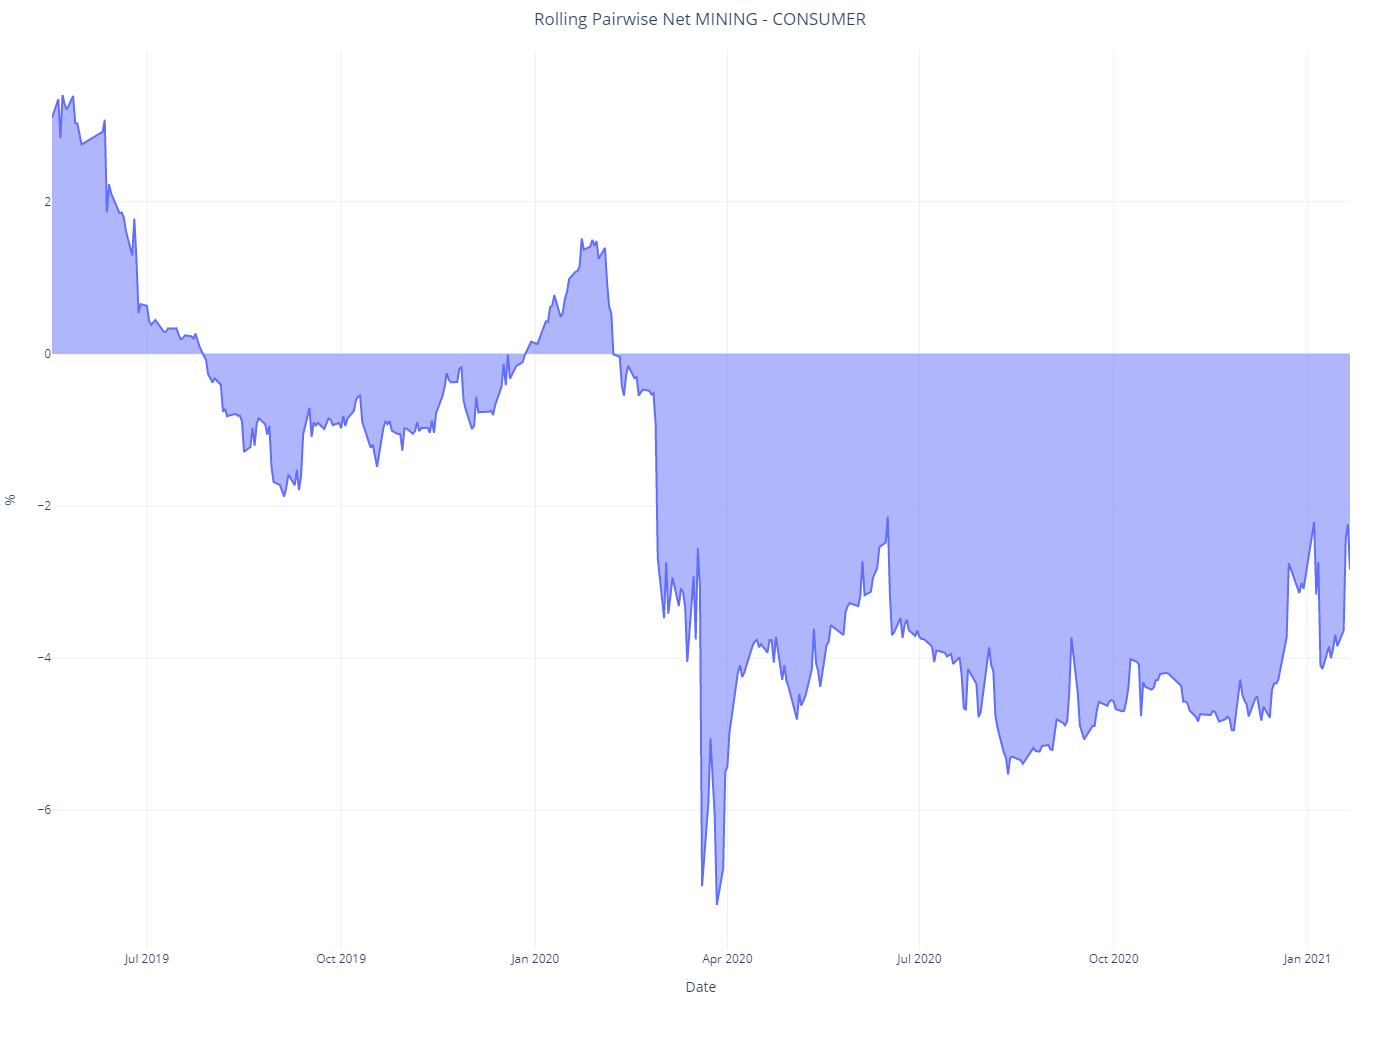 Rolling Pairwise Net MINING - CONSUMER
2
0
−2
−4
−6
%
Jul 2019
Oct 2019
Jan 2020
Apr 2020
Jul 2020
Oct 2020
Jan 2021
Date